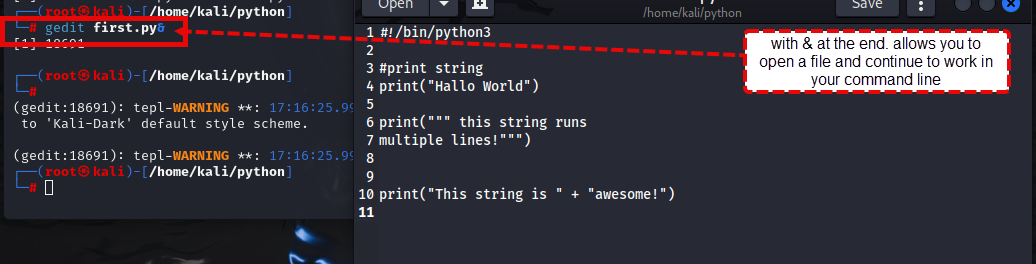 (root㉿kali)-[/home/kali/python]
# gedit first.py&
[1] 18691
(root㉿kali)-[/home/kali/python]
#
(gedit:18691): tepl-WARNING **: 17:16:25.99
to 'Kali-Dark' default style scheme.
(gedit:18691): tepl-WARNING **: 17:16:25.99
(root㉿kali)-[/home/kali/python]
#
Open
/home/kali/python
Save
1 #!/bin/python3
2
3 #print string
4 print("Hallo World")
5
6 print(""" this string runs
7 multiple lines!""")
8
9
10 print("This string is " + "awesome!")
11
with & at the end. allows you to
open a file and continue to work in
your command line